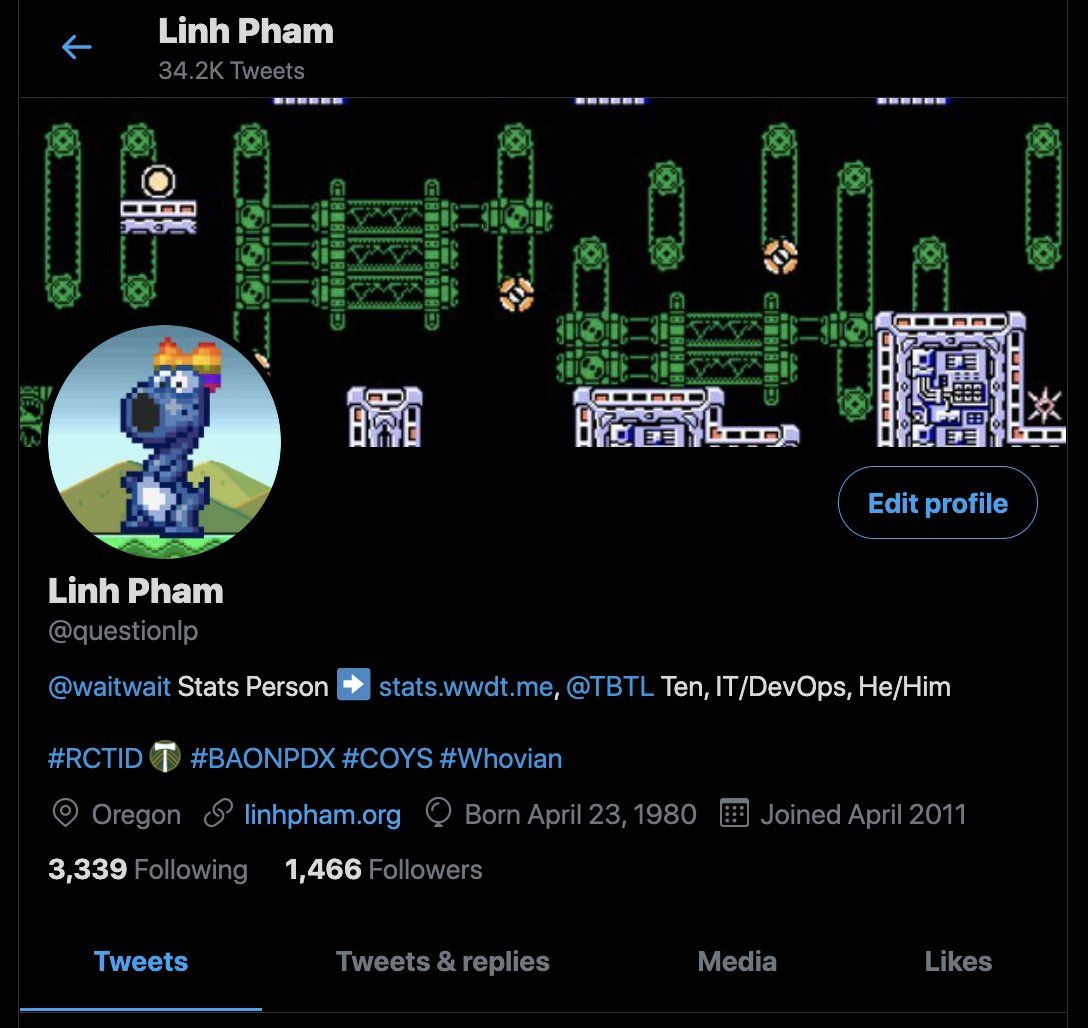 Linh Pham
34.2K Tweets
Edit profile
Linh Pham
@questionlp
@waitwait Stats Person ➡️ stats.wwdt.me, @TBTL Ten, IT/DevOps, He/Him
#RCTID #BAONPDX #COYS #Whovian
Oregon linhpham.org Born April 23, 1980 Joined April 2011
3,339 Following 1,466 Followers
Tweets Tweets & replies Media Likes